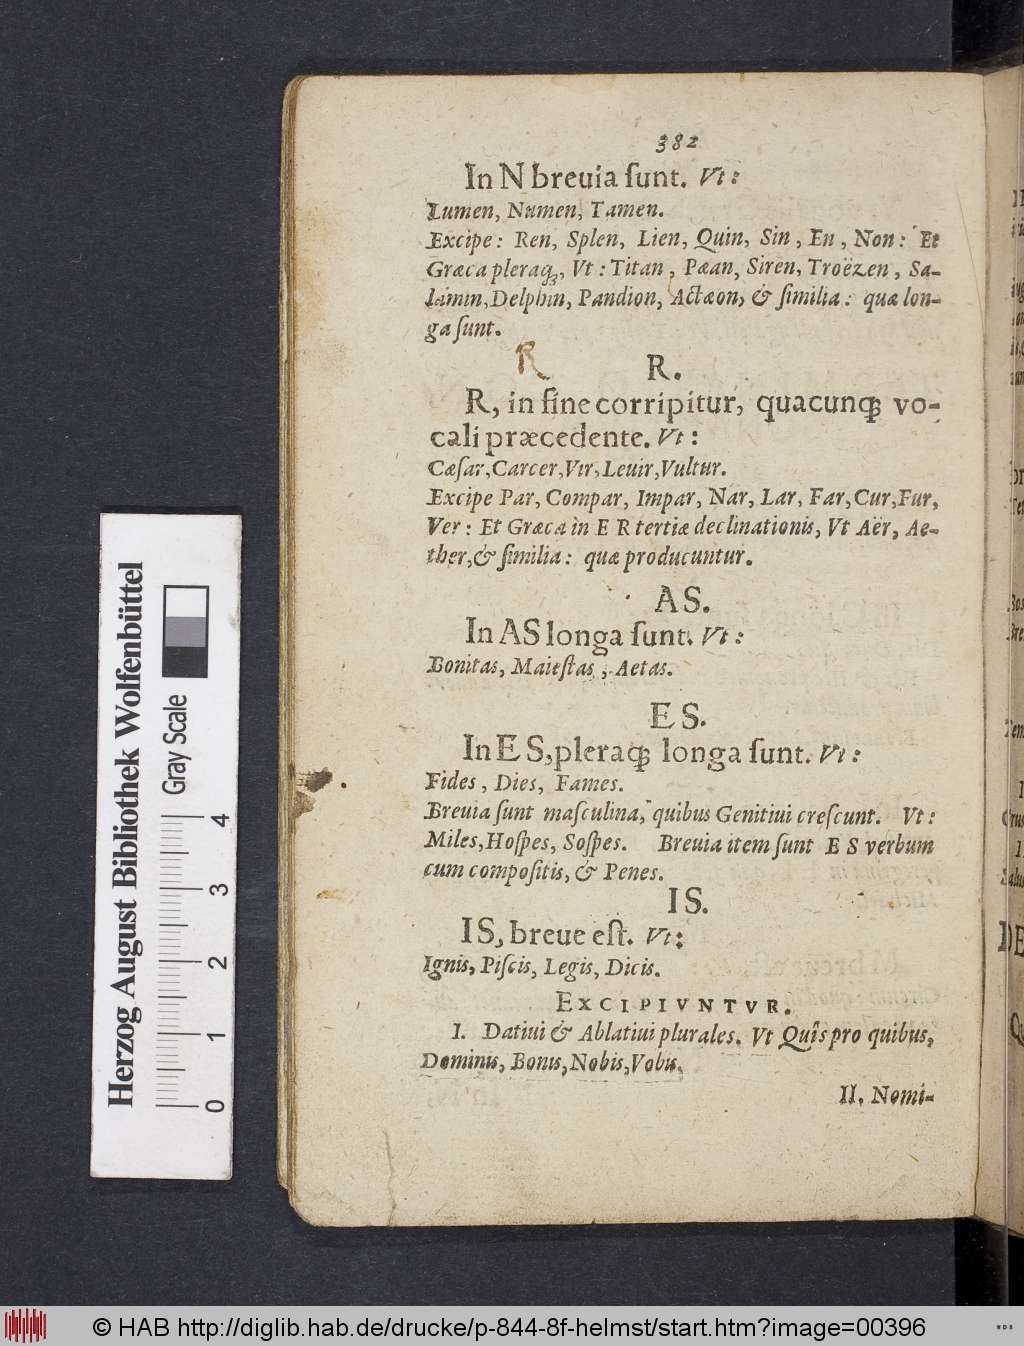 382
In N breuia ſunt. Vt:
Lumen, Numen, Tamen.
Excipe: Ren, Splen, Lien, Quin, Sin, En, Non: Et
Græca pleraq́;, Vt: Titan, Pæan, Siren, Troëzen, Sa-
lamin, Delphin, Pandion, Actæon, & ſimilia: quæ lon-
ga ſunt.
R R.
R, in fine corripitur, quacunq; vo-
cali præcedente. Vt:
Cæſar, Carcer, Vir, Leuir, Vultur.
Excipe Par, Compar, Impar, Nar, Lar, Far, Cur, Fur,
Ver: Et Græca in E R tertiæ declinationis, Vt Aër, Ae-
ther, & ſimilia: quæ producuntur.
AS.
In AS longa ſunt. Vt:
Bonitas, Maieſtas, Aetas.
ES.
In ES, pleraq; longa ſunt. Vt:
Fides, Dies, Fames.
Breuia ſunt maſculina, quibus Genitiui creſcunt. Vt:
Miles, Hoſpes, Soſpes. Breuia item ſunt E S verbum
cum compoſitis, & Penes.
IS.
IS, breue eſt. Vt:
Ignis, Piſcis, Legis, Dicis.
EXCIPIVNTVR.
I. Datiui & Ablatiui plurales. Vt Quîs pro quibus,
Dominis, Bonis, Nobis, Vobis.
II. Nomi-
Herzog August Bibliothek Wolfenbüttel
Gray Scale
0 1 2 3 4
© HAB http://diglib.hab.de/drucke/p-844-8f-helmst/start.htm?image=00396